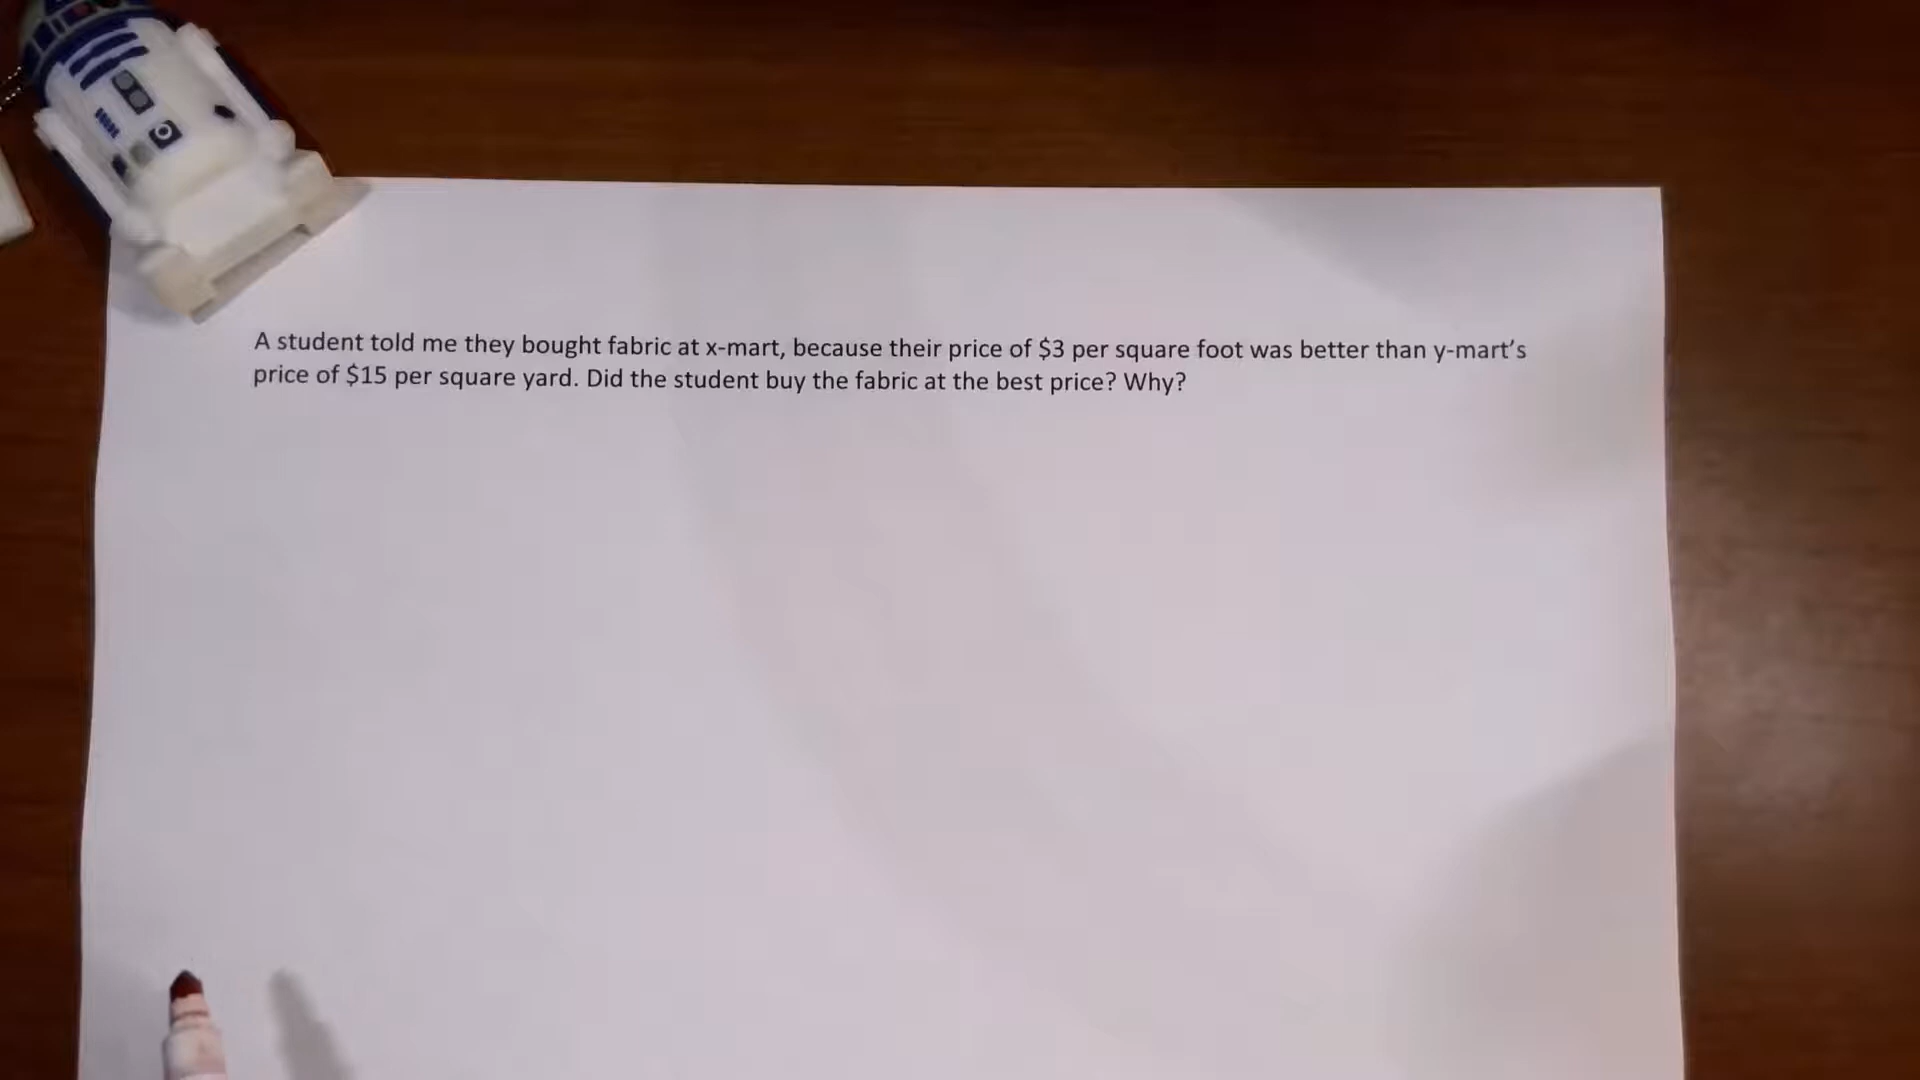 A student told me they bought fabric at x-mart, because their price of $3 per square foot was better than y-mart's
price of $15 per square yard. Did the student buy the fabric at the best price? Why?